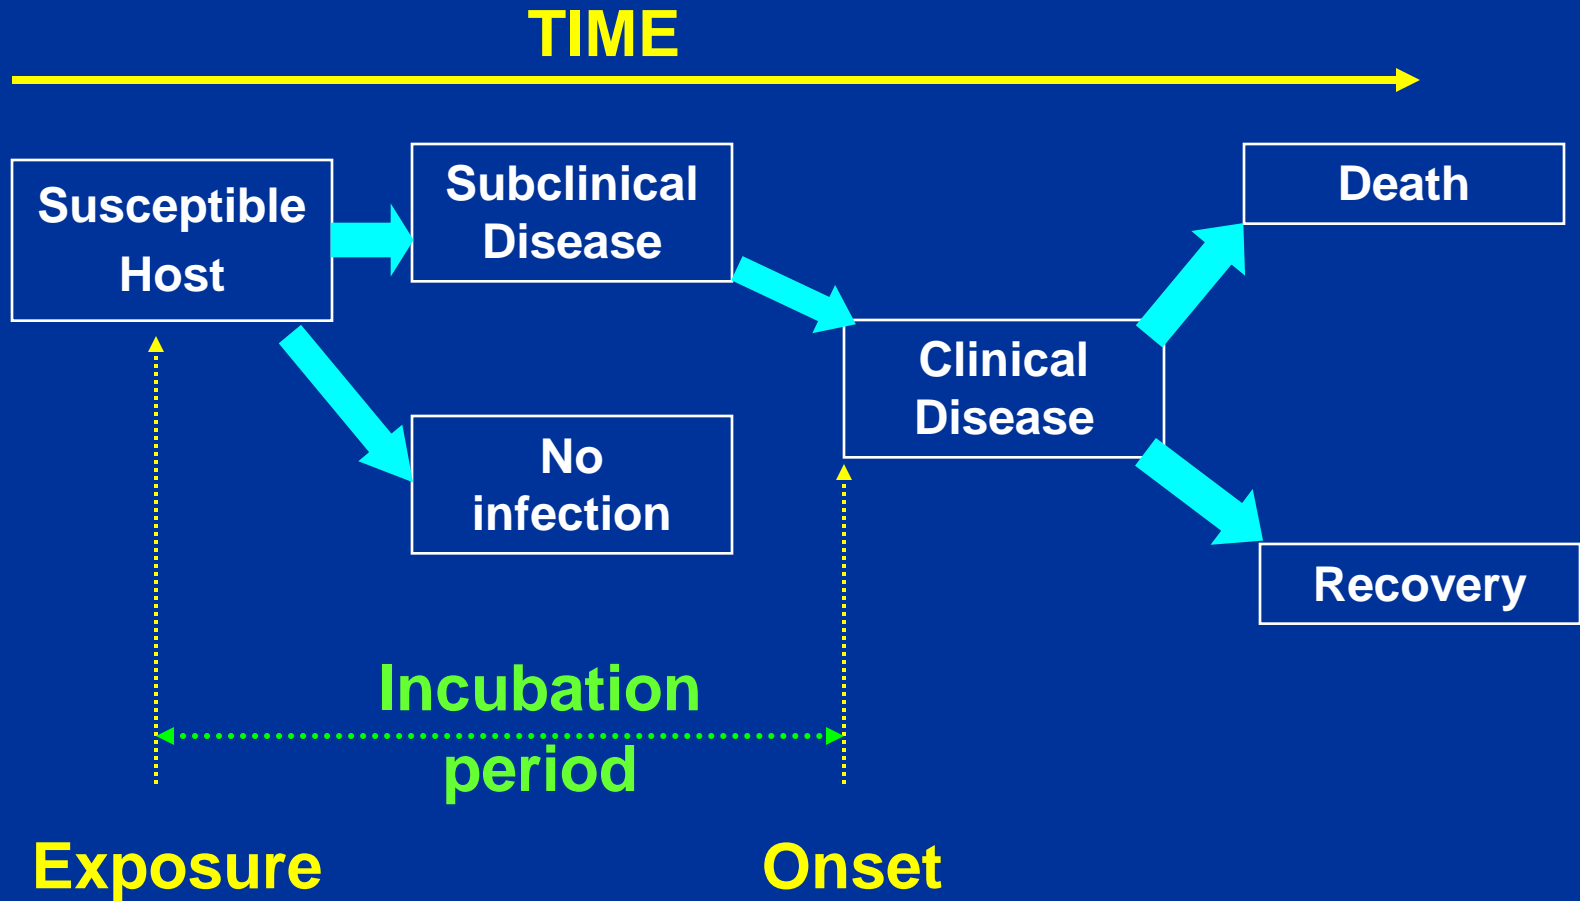 TIME
Susceptible
Host
Subclinical
Disease
Death
Clinical
Disease
No
infection
Recovery
Incubation
period
Exposure
Onset